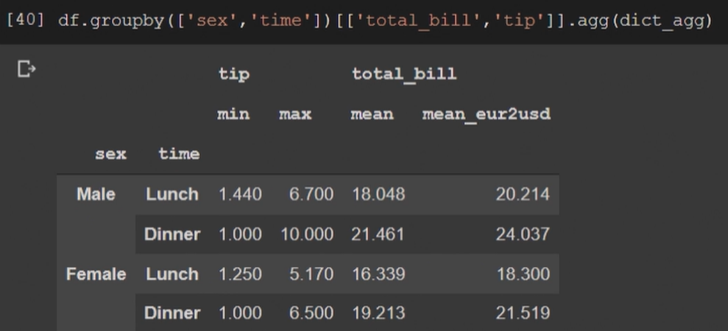 [40] df.groupby(['sex','time'])[['total_bill','tip']].agg(dict_agg)
tip total_bill
min max mean mean_eur2usd
sex time
Male Lunch 1.440 6.700 18.048 20.214
Dinner 1.000 10.000 21.461 24.037
Female Lunch 1.250 5.170 16.339 18.300
Dinner 1.000 6.500 19.213 21.519